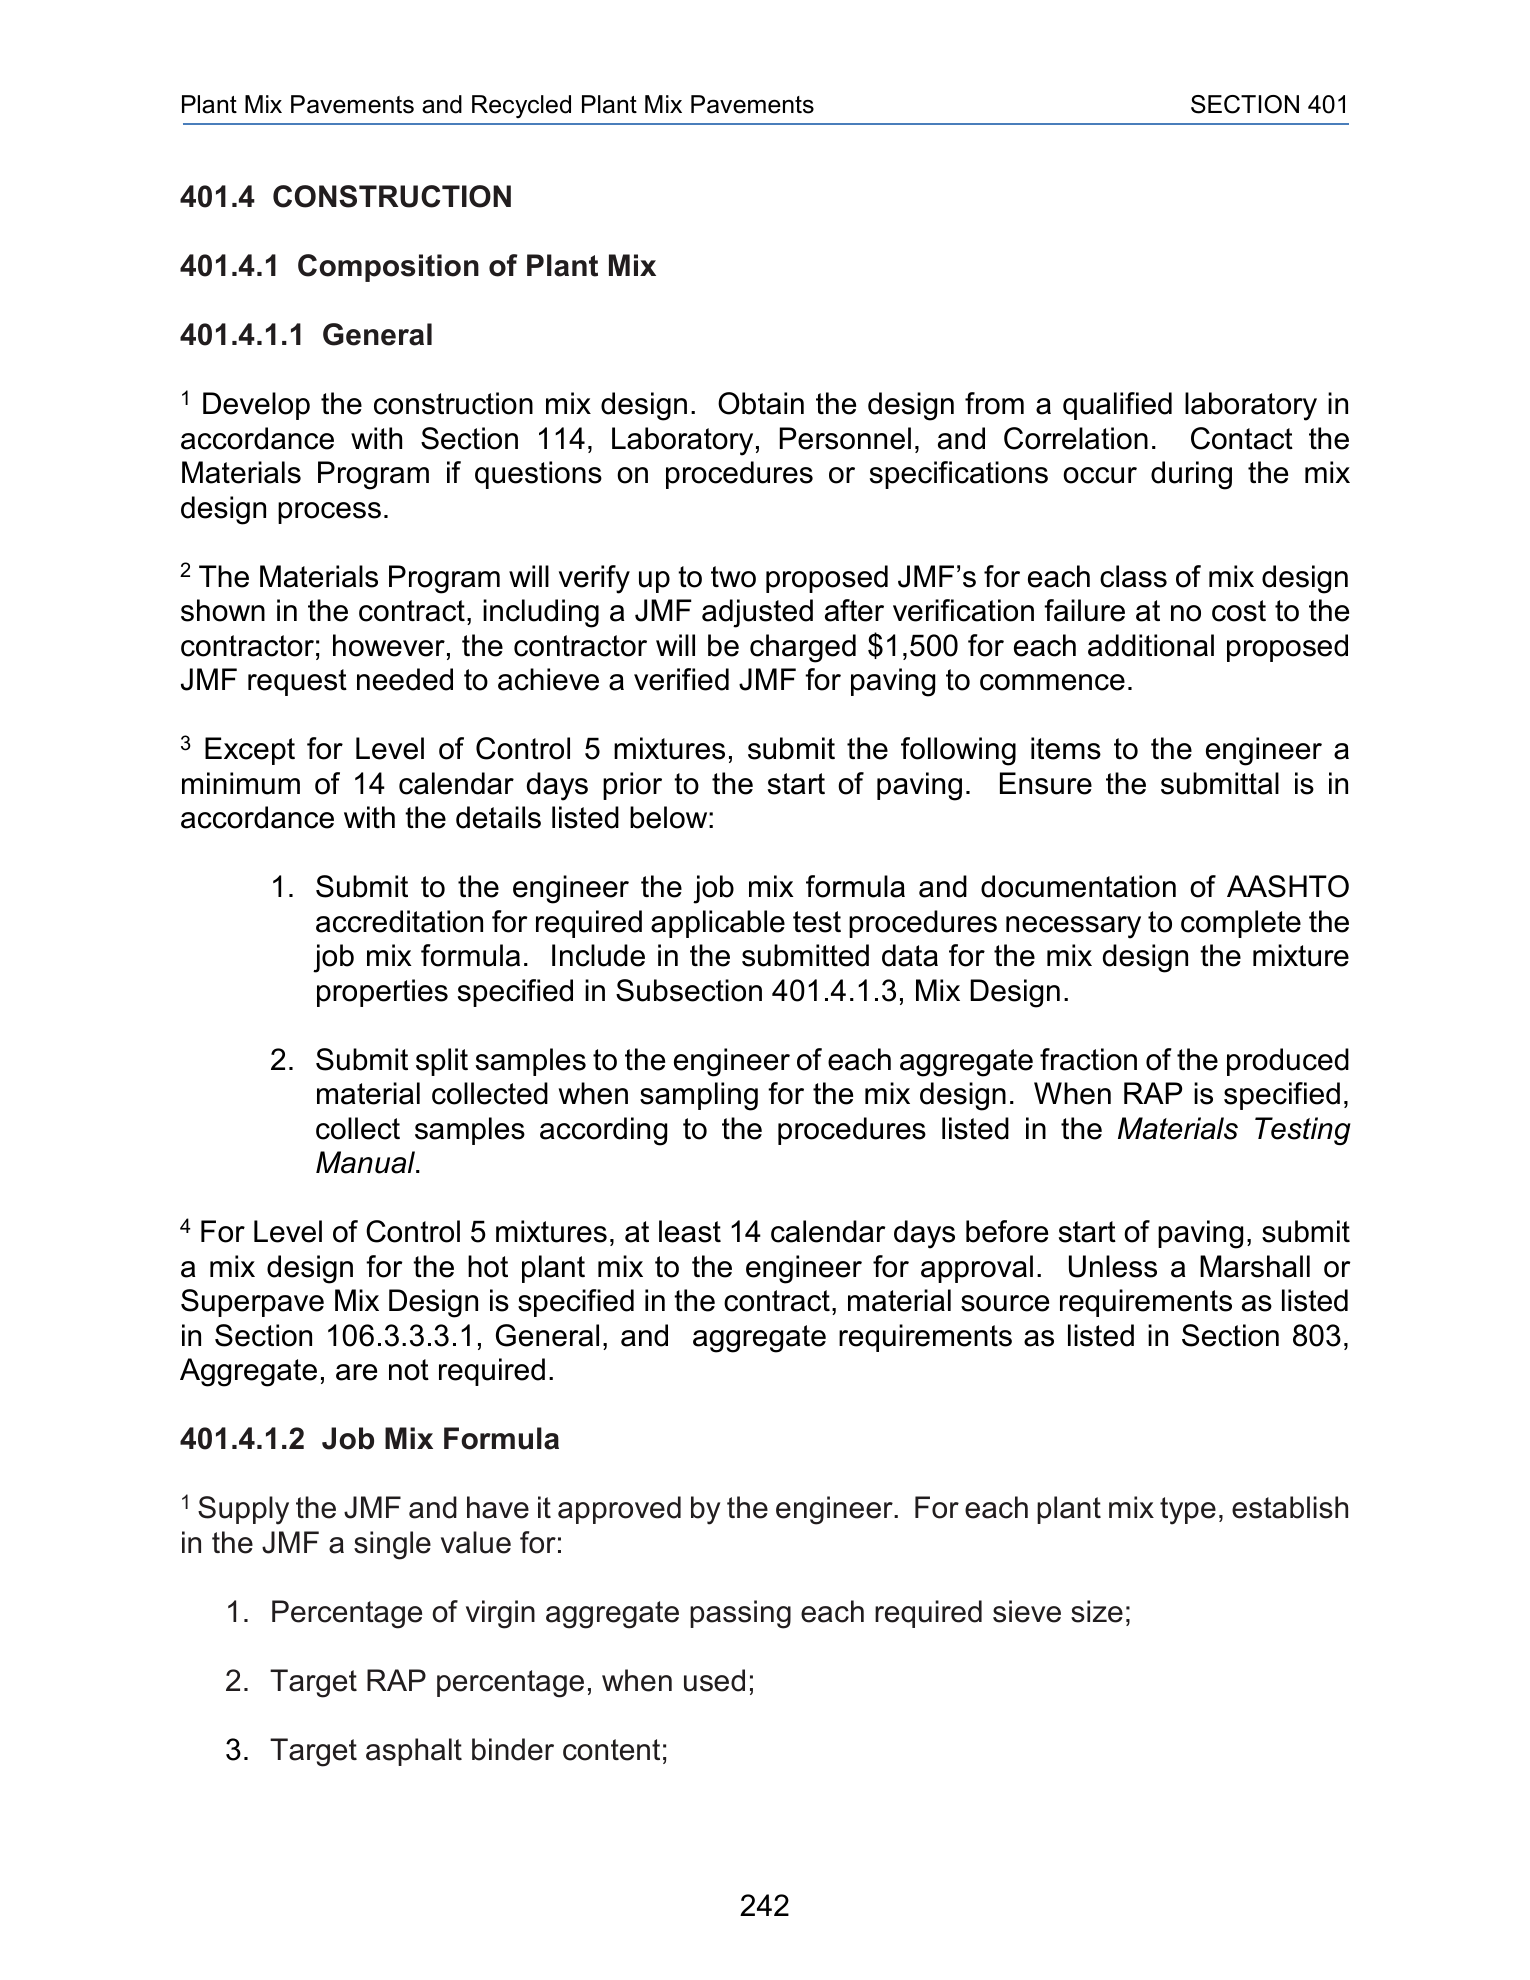 Plant Mix Pavements and Recycled Plant Mix Pavements SECTION 401
401.4 CONSTRUCTION
401.4.1 Composition of Plant Mix
401.4.1.1 General
1 Develop the construction mix design. Obtain the design from a qualified laboratory in
accordance with Section 114, Laboratory, Personnel, and Correlation. Contact the
Materials Program if questions on procedures or specifications occur during the mix
design process.
2 The Materials Program will verify up to two proposed JMF’s for each class of mix design
shown in the contract, including a JMF adjusted after verification failure at no cost to the
contractor; however, the contractor will be charged $1,500 for each additional proposed
JMF request needed to achieve a verified JMF for paving to commence.
3 Except for Level of Control 5 mixtures, submit the following items to the engineer a
minimum of 14 calendar days prior to the start of paving. Ensure the submittal is in
accordance with the details listed below:
1. Submit to the engineer the job mix formula and documentation of AASHTO
accreditation for required applicable test procedures necessary to complete the
job mix formula. Include in the submitted data for the mix design the mixture
properties specified in Subsection 401.4.1.3, Mix Design.
2. Submit split samples to the engineer of each aggregate fraction of the produced
material collected when sampling for the mix design. When RAP is specified,
collect samples according to the procedures listed in the Materials Testing
Manual.
4 For Level of Control 5 mixtures, at least 14 calendar days before start of paving, submit
a mix design for the hot plant mix to the engineer for approval. Unless a Marshall or
Superpave Mix Design is specified in the contract, material source requirements as listed
in Section 106.3.3.3.1, General, and aggregate requirements as listed in Section 803,
Aggregate, are not required.
401.4.1.2 Job Mix Formula
1 Supply the JMF and have it approved by the engineer. For each plant mix type, establish
in the JMF a single value for:
1. Percentage of virgin aggregate passing each required sieve size;
2. Target RAP percentage, when used;
3. Target asphalt binder content;
242